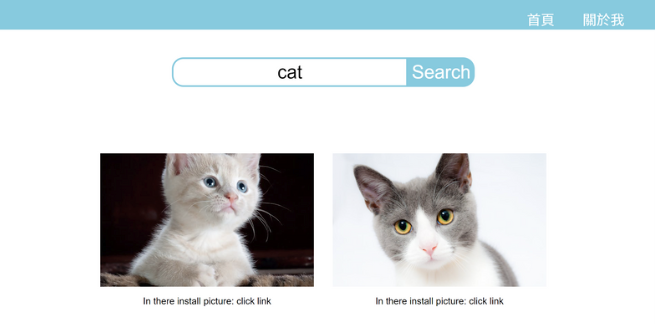 首頁 關於我
cat Search
In there install picture: click link In there install picture: click link